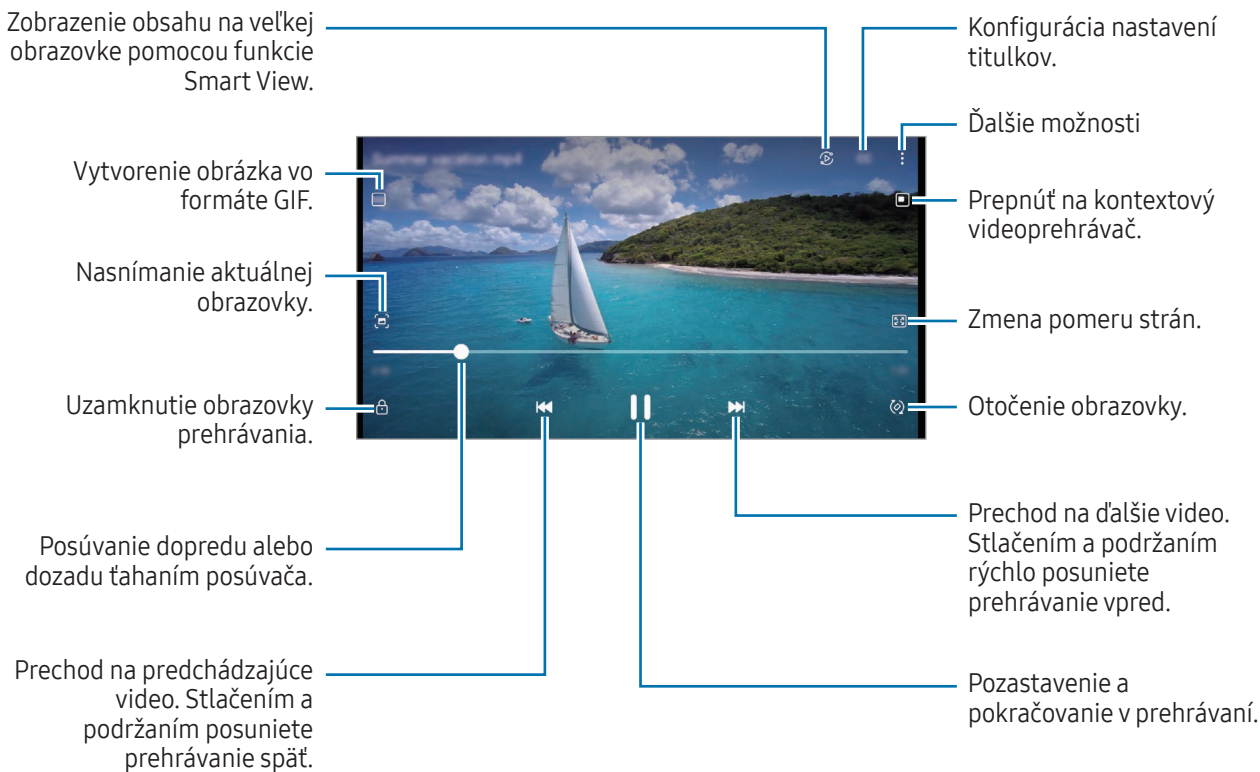 Zobrazenie obsahu na veľkej
obrazovke pomocou funkcie
Smart View.
Konfigurácia nastavení
titulkov.
Ďalšie možnosti
Vytvorenie obrázka vo
formáte GIF.
Prepnúť na kontextový
videoprehrávač.
Nasnímanie aktuálnej
obrazovky.
Zmena pomeru strán.
Uzamknutie obrazovky
prehrávania.
Otočenie obrazovky.
Posúvanie dopredu alebo
dozadu ťahaním posúvača.
Prechod na ďalšie video.
Stlačením a podržaním
rýchlo posuniete
prehrávanie vpred.
Prechod na predchádzajúce
video. Stlačením a
podržaním posuniete
prehrávanie späť.
Pozastavenie a
pokračovanie v prehrávaní.